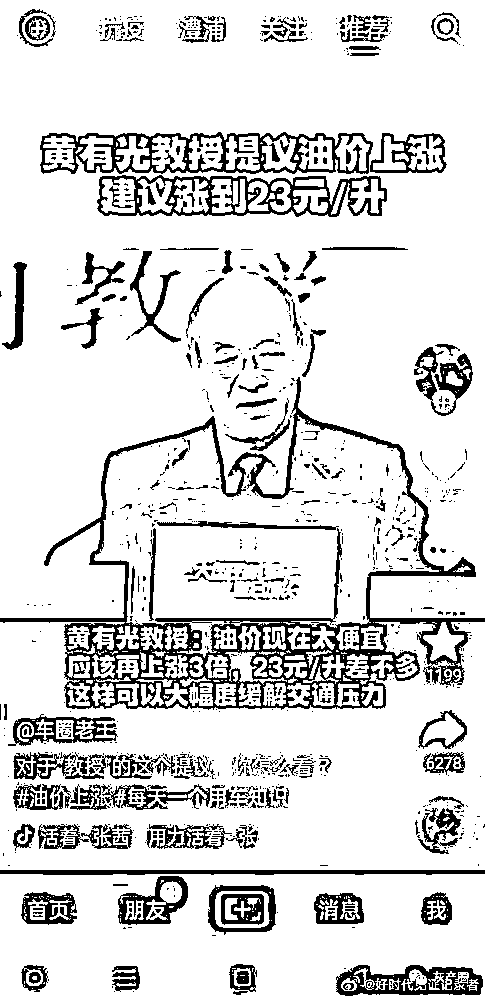 抗疫 澧浦 关注 推荐
黄有光教授提议油价上涨
建议涨到23元/升
教授
黄有光教授：油价现在太便宜
应该再上涨3倍，23元/升差不多
这样可以大幅度缓解交通压力
1199
@车圈老王
对于"教授"的这个提议，你怎么看？
#油价上涨#每天一个用车知识
6278
活着-张茜 用力活着-张
首页 朋友 消息 我
@好时代见证记录者